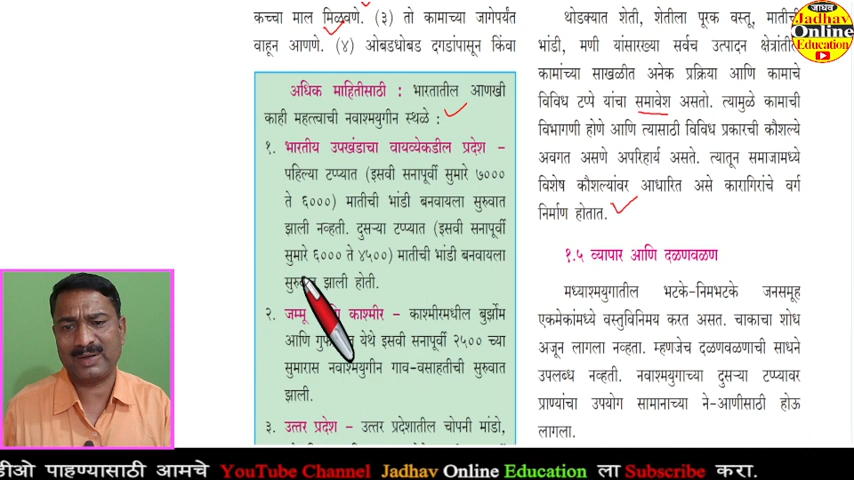 कच्चा माल मिळवणे. (३) तो कामाच्या जागेपर्यंत
वाहून आणणे. (४) ओबडधोबड दगडांपासून किंवा
अधिक माहितीसाठी : भारतातील आणखी
काही महत्त्वाची नवाश्मयुगीन स्थळे :
१. भारतीय उपखंडाचा वायव्येकडील प्रदेश –
पहिल्या टप्प्यात (इसवी सनापूर्वी सुमारे ७०००
ते ६०००) मातीची भांडी बनवायला सुरुवात
झाली नव्हती. दुसऱ्या टप्प्यात (इसवी सनापूर्वी
सुमारे ६००० ते ४५००) मातीची भांडी बनवायला
सुरुवात झाली होती.
२. जम्मू आणि काश्मीर – काश्मीरमधील बुर्झोम
आणि येथे इसवी सनापूर्वी २५०० च्या
सुमारास नवाश्मयुगीन गाव-वसाहतीची सुरुवात
झाली.
३. उत्तर प्रदेश – उत्तर प्रदेशातील चोपनी मांडो,
थोडक्यात शेती, शेतीला पूरक वस्तू, मातीची
भांडी, मणी यांसारख्या सर्वच उत्पादन क्षेत्रांतील
कामांच्या साखळीत अनेक प्रक्रिया आणि कामाचे
विविध टप्पे यांचा समावेश असतो. त्यामुळे कामाची
विभागणी होणे आणि त्यासाठी विविध प्रकारची कौशल्ये
अवगत असणे अपरिहार्य असते. त्यातून समाजामध्ये
विशेष कौशल्यांवर आधारित असे कारागिरांचे वर्ग
निर्माण होतात.
१.५ व्यापार आणि दळणवळण
मध्याश्मयुगातील भटके-निमभटके जनसमूह
एकमेकांमध्ये वस्तुविनिमय करत असत. चाकाचा शोध
अजून लागला नव्हता. म्हणजेच दळणवळणाची साधने
उपलब्ध नव्हती. नवाश्मयुगाच्या दुसऱ्या टप्प्यावर
प्राण्यांचा उपयोग सामानाच्या ने-आणीसाठी होऊ
लागला.
जाधव
Jadhav
Online
Education
डीओ पाहण्यासाठी आमचे YouTube Channel Jadhav Online Education ला Subscribe करा.